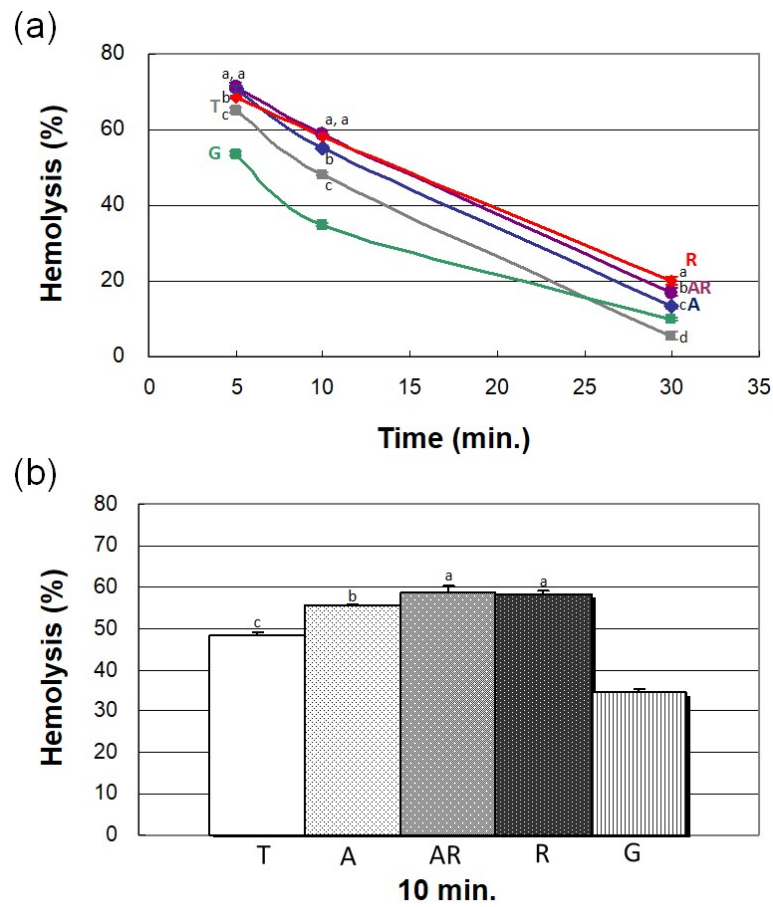 (a)
80
60
40
20
0
Hemolysis (%)
a, a
b
T
c
G
a, a
b
c
R
a
b AR
c A
d
0 5 10 15 20 25 30 35
Time (min.)
(b)
80
70
60
50
40
30
20
10
0
Hemolysis (%)
c b a a
T A AR R G
10 min.